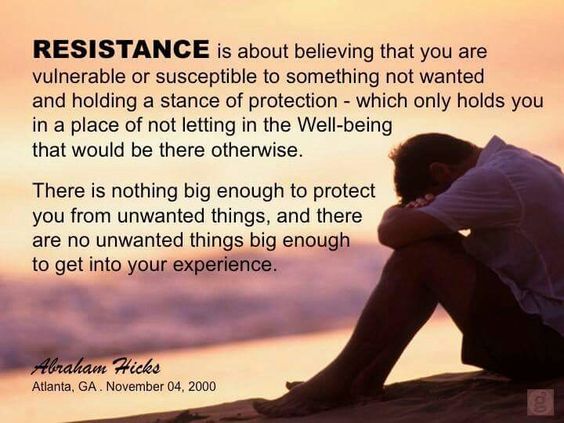 RESISTANCE is about believing that you are
vulnerable or susceptible to something not wanted
and holding a stance of protection - which only holds you
in a place of not letting in the Well-being
that would be there otherwise.
There is nothing big enough to protect
you from unwanted things, and there
are no unwanted things big enough
to get into your experience.
Abraham Hicks
Atlanta, GA . November 04, 2000
g